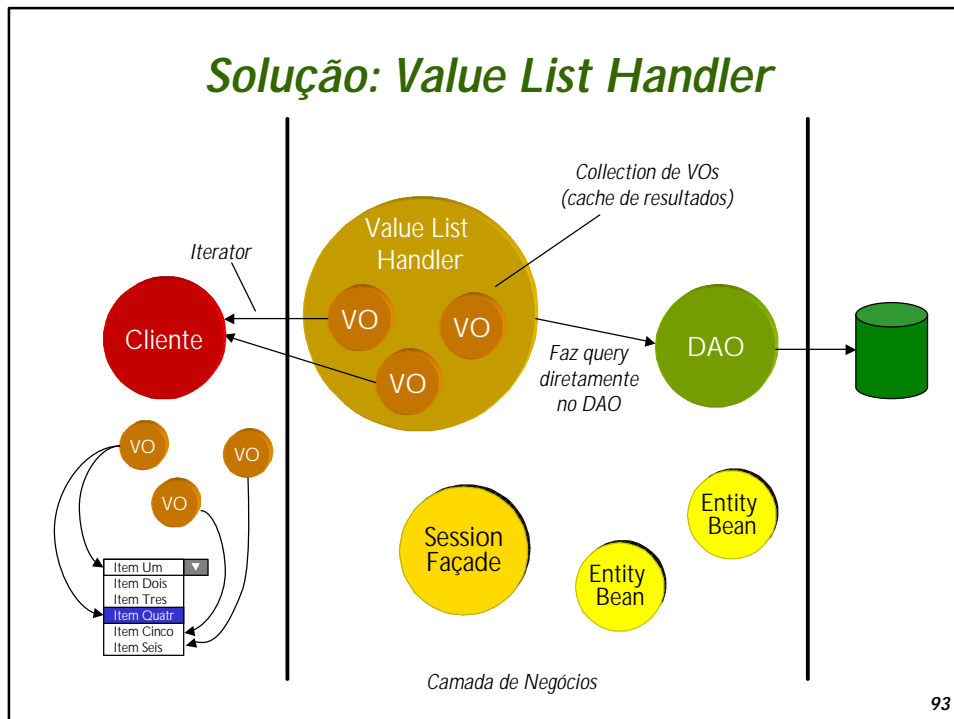 Solução: Value List Handler
Collection de VOs
(cache de resultados)
Value List
Handler
Iterator
VO
VO
VO
Cliente
DAO
Faz query
diretamente
no DAO
VO
VO
VO
Session
Façade
Entity
Bean
Entity
Bean
Item Um
Item Dois
Item Tres
Item Quatr
Item Cinco
Item Seis
Camada de Negócios
93